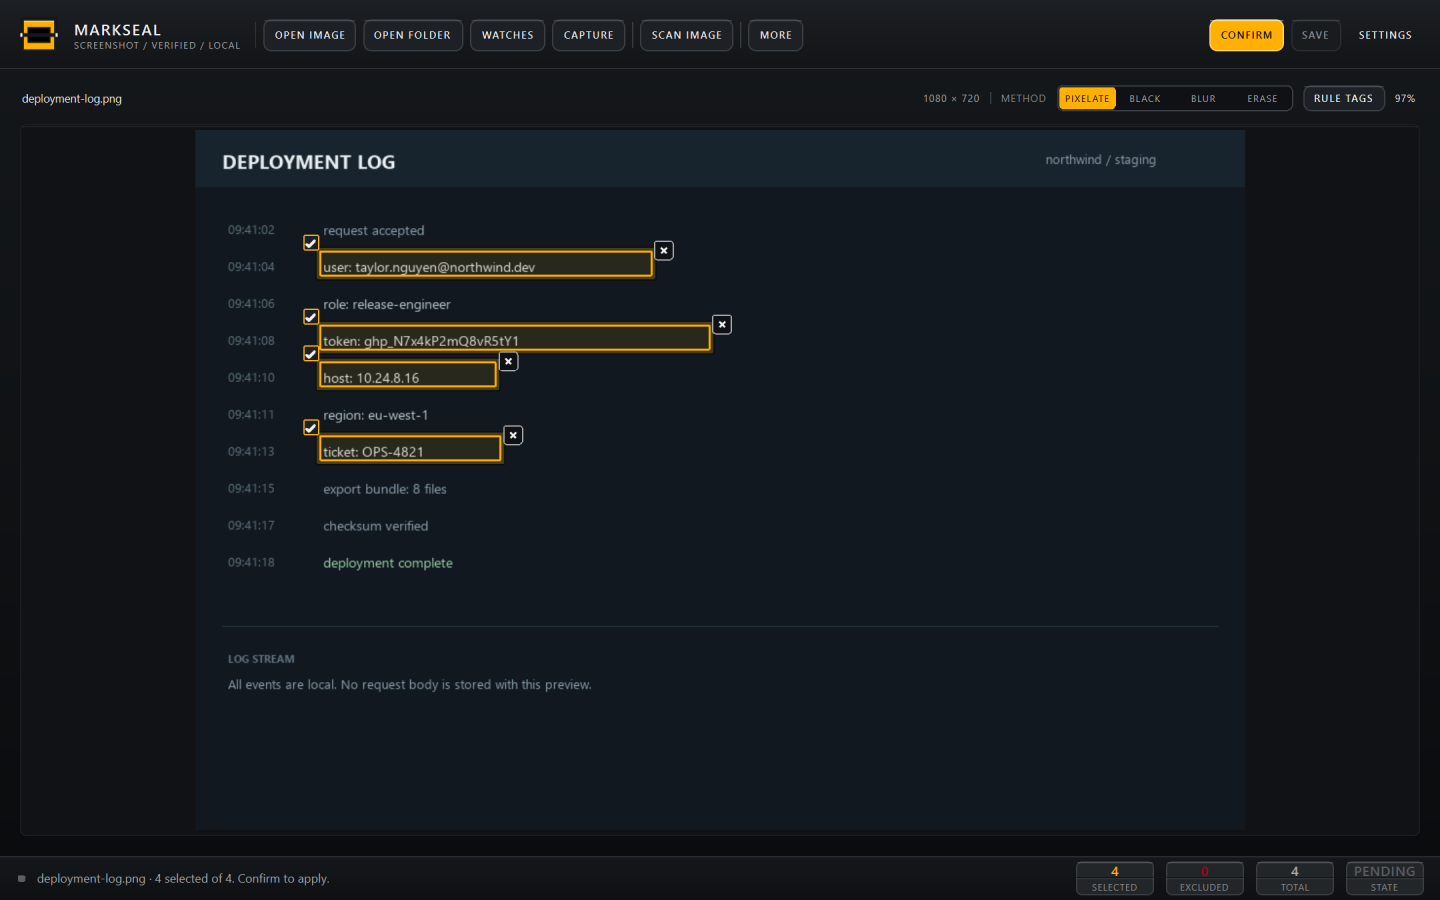 MARKSEAL
SCREENSHOT / VERIFIED / LOCAL
OPEN IMAGE
OPEN FOLDER
WATCHES
CAPTURE
SCAN IMAGE
MORE
CONFIRM
SAVE
SETTINGS
deployment-log.png
1080 × 720
METHOD
PIXELATE
BLACK
BLUR
ERASE
RULE TAGS
97%
DEPLOYMENT LOG
northwind / staging
09:41:02 request accepted
09:41:04 user: taylor.nguyen@northwind.dev
09:41:06 role: release-engineer
09:41:08 token: ghp_N7x4kP2mQ8vR5tY1
09:41:10 host: 10.24.8.16
09:41:11 region: eu-west-1
09:41:13 ticket: OPS-4821
09:41:15 export bundle: 8 files
09:41:17 checksum verified
09:41:18 deployment complete
LOG STREAM
All events are local. No request body is stored with this preview.
deployment-log.png · 4 selected of 4. Confirm to apply.
4
SELECTED
0
EXCLUDED
4
TOTAL
PENDING
STATE